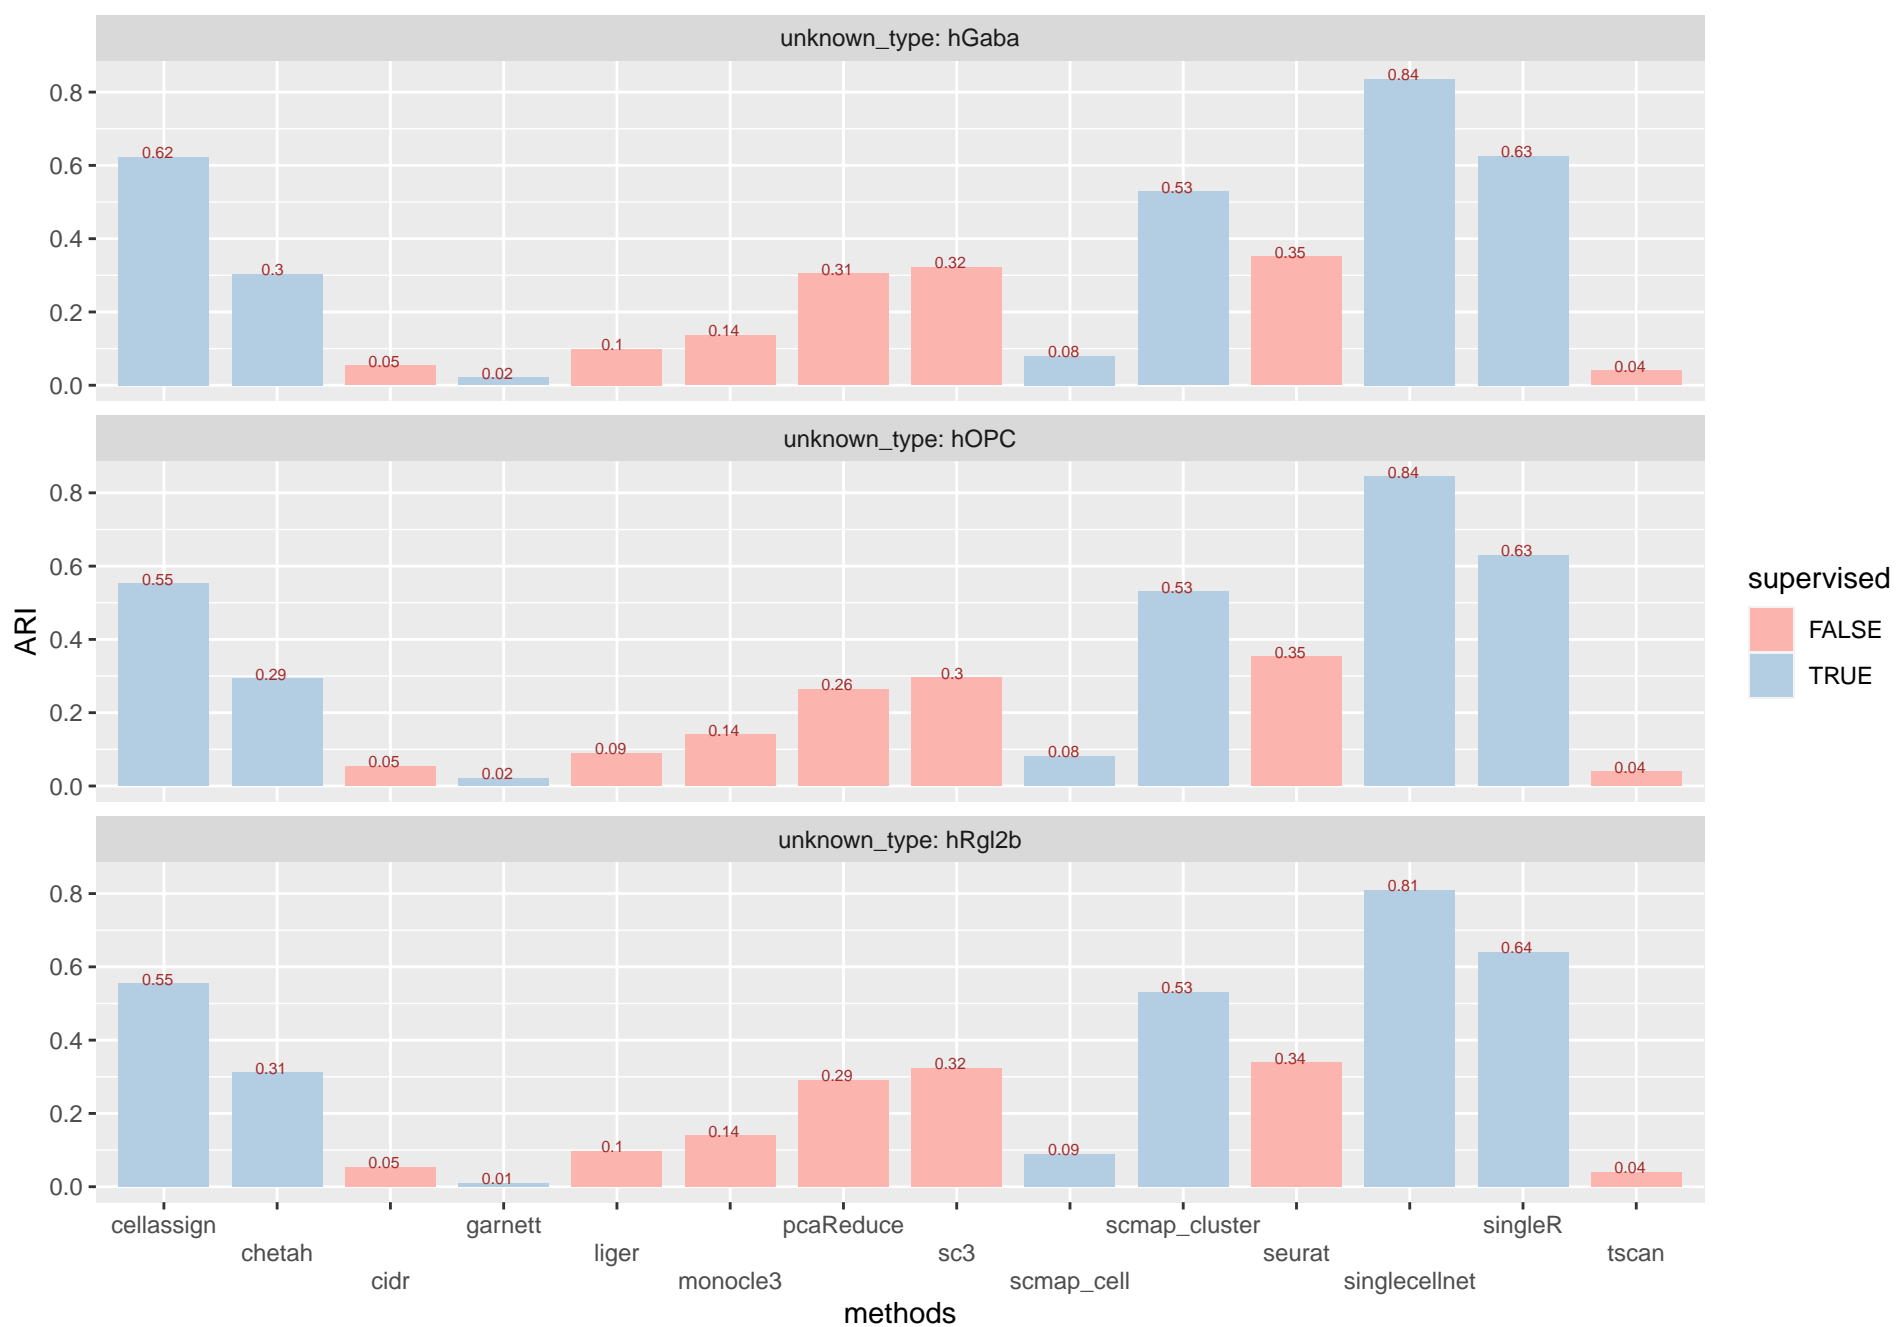 unknown_type: hGaba
0.8
0.6
0.4
0.2
0.0
0.62
0.3
0.05
0.02
0.1
0.14
0.31
0.32
0.08
0.53
0.35
0.84
0.63
0.04
unknown_type: hOPC
0.8
0.6
0.4
0.2
0.0
0.55
0.29
0.05
0.02
0.09
0.14
0.26
0.3
0.08
0.53
0.35
0.84
0.63
0.04
unknown_type: hRgl2b
0.8
0.6
0.4
0.2
0.0
0.55
0.31
0.05
0.01
0.1
0.14
0.29
0.32
0.09
0.53
0.34
0.81
0.64
0.04
ARI
cellassign
chetah
cidr
garnett
liger
monocle3
pcaReduce
sc3
scmap_cell
scmap_cluster
seurat
singlecellnet
singleR
tscan
methods
supervised
FALSE
TRUE